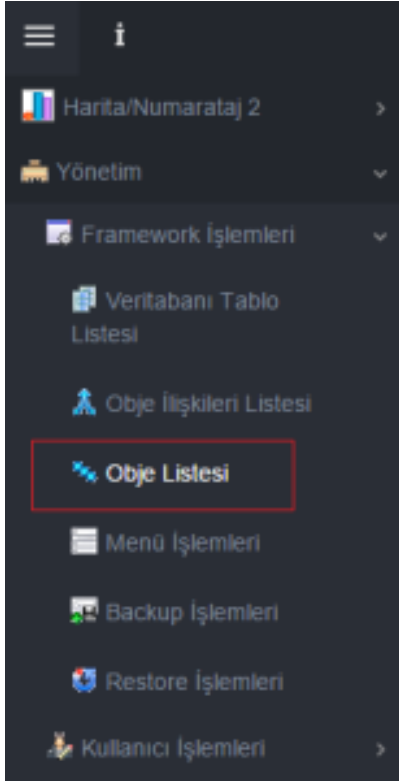 i
Harita/Numarataj 2
Yönetim
Framework İşlemleri
Veritabanı Tablo
Listesi
Obje İlişkileri Listesi
Obje Listesi
Menü İşlemleri
Backup İşlemleri
Restore İşlemleri
Kullanıcı İşlemleri